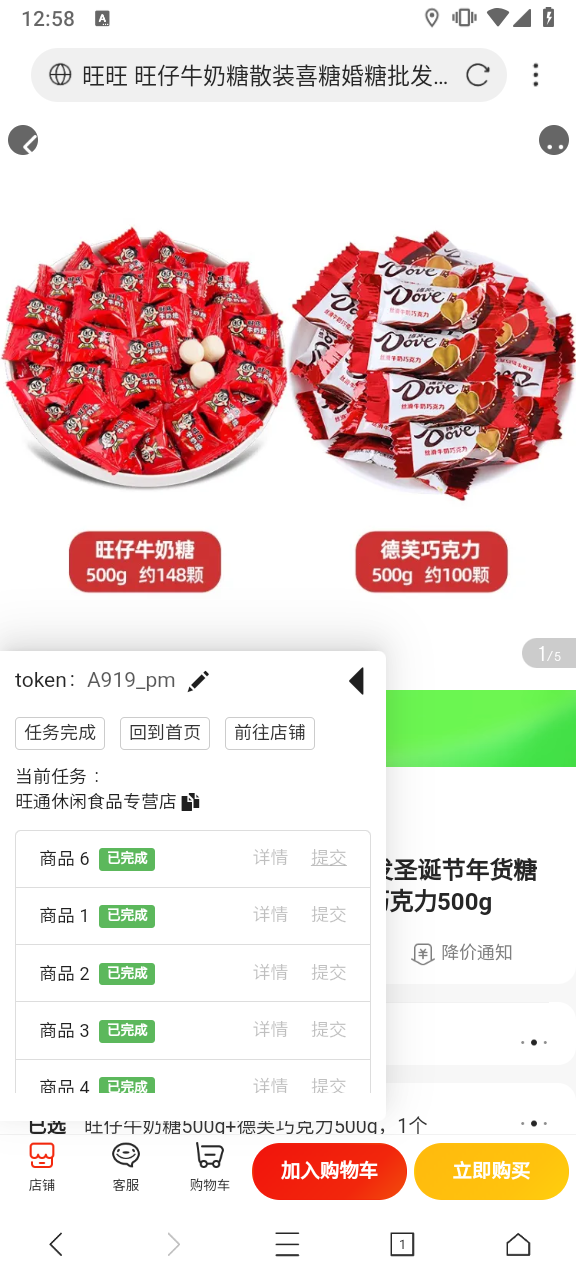 12:58
旺旺 旺仔牛奶糖散装喜糖婚糖批发...
旺仔牛奶糖
500g 约148颗
德芙巧克力
500g 约100颗
1/5
token: A919_pm
任务完成 回到首页 前往店铺
当前任务：
旺通休闲食品专营店
商品 6 已完成 详情 提交
商品 1 已完成 详情 提交
商品 2 已完成 详情 提交
商品 3 已完成 详情 提交
商品 4 已完成 详情 提交
发圣诞节年货糖
巧克力500g
降价通知
已选 旺仔牛奶糖500g+德芙巧克力500g，1个
店铺 客服 购物车 加入购物车 立即购买
1